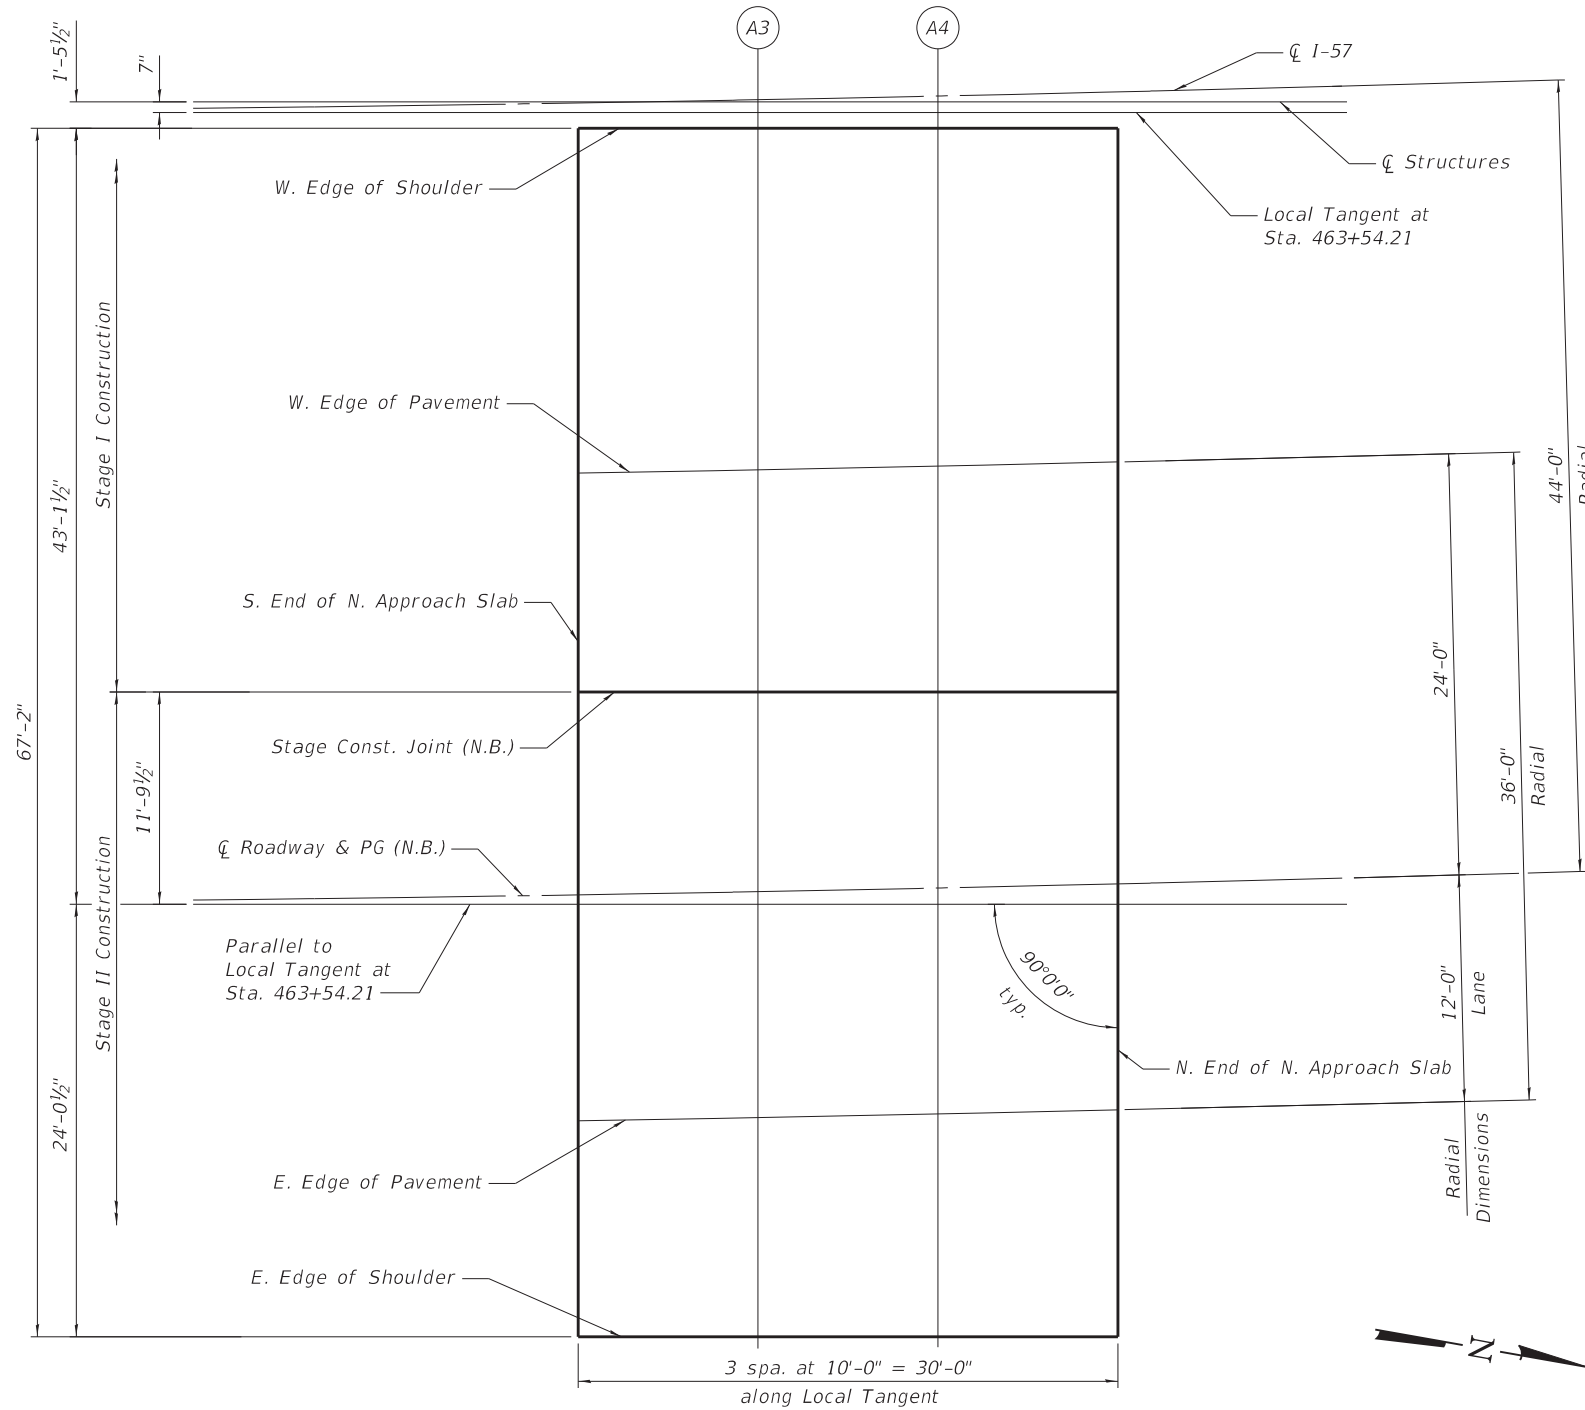 A3
A4
1'-5½"
7"
℄ I-57
℄ Structures
W. Edge of Shoulder
Local Tangent at
Sta. 463+54.21
Stage I Construction
W. Edge of Pavement
43'-1½"
44'-0"
Radial
S. End of N. Approach Slab
24'-0"
67'-2"
Stage Const. Joint (N.B.)
36'-0"
Radial
11'-9½"
℄ Roadway & PG (N.B.)
Stage II Construction
Parallel to
Local Tangent at
Sta. 463+54.21
90°0'0"
typ.
12'-0"
Lane
N. End of N. Approach Slab
24'-0½"
Radial
Dimensions
E. Edge of Pavement
E. Edge of Shoulder
3 spa. at 10'-0" = 30'-0"
along Local Tangent
N